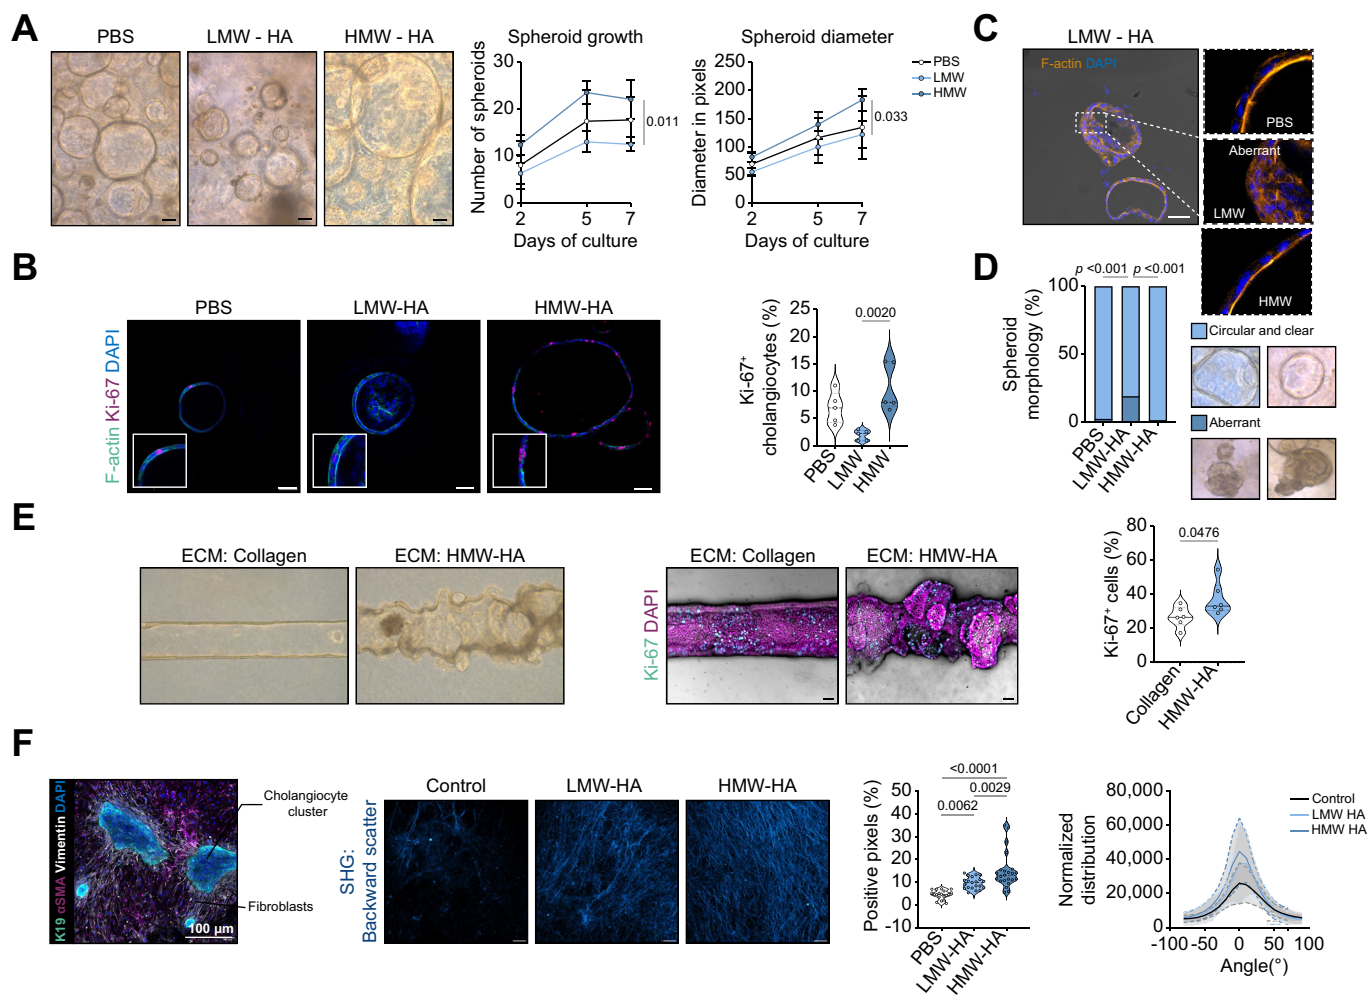 A
PBS
LMW - HA
HMW - HA
Spheroid growth
Number of spheroids
30
20
10
0
2
5
7
Days of culture
0.011
Spheroid diameter
Diameter in pixels
250
200
150
100
50
0
2
5
7
Days of culture
PBS
LMW
HMW
0.033
C
LMW - HA
F-actin DAPI
PBS
Aberrant
LMW
HMW
B
PBS
LMW-HA
HMW-HA
F-actin Ki-67 DAPI
Ki-67+
cholangiocytes (%)
25
20
15
10
5
0
0.0020
PBS
LMW
HMW
D
p <0.001
p <0.001
Spheroid
morphology (%)
100
50
0
PBS
LMW-HA
HMW-HA
Circular and clear
Aberrant
E
ECM: Collagen
ECM: HMW-HA
ECM: Collagen
ECM: HMW-HA
Ki-67 DAPI
Ki-67+ cells (%)
80
60
40
20
0
0.0476
Collagen
HMW-HA
F
K19 αSMA Vimentin DAPI
Cholangiocyte
cluster
Fibroblasts
100 µm
SHG:
Backward scatter
Control
LMW-HA
HMW-HA
Positive pixels (%)
50
40
30
20
10
0
-10
<0.0001
0.0029
0.0062
PBS
LMW-HA
HMW-HA
Normalized
distribution
80,000
60,000
40,000
20,000
0
-100
-50
0
50
100
Angle(°)
Control
LMW HA
HMW HA